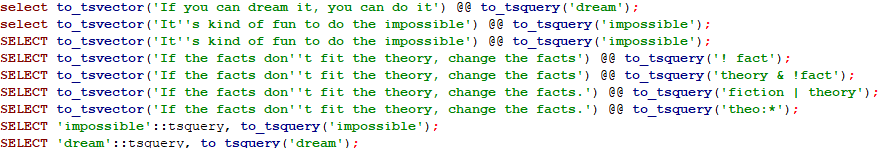 select to_tsvector('If you can dream it, you can do it') @@ to_tsquery('dream');
select to_tsvector('It''s kind of fun to do the impossible') @@ to_tsquery('impossible');
SELECT to_tsvector('It''s kind of fun to do the impossible') @@ to_tsquery('impossible');
SELECT to_tsvector('If the facts don''t fit the theory, change the facts') @@ to_tsquery('! fact');
SELECT to_tsvector('If the facts don''t fit the theory, change the facts') @@ to_tsquery('theory & !fact');
SELECT to_tsvector('If the facts don''t fit the theory, change the facts.') @@ to_tsquery('fiction | theory');
SELECT to_tsvector('If the facts don''t fit the theory, change the facts.') @@ to_tsquery('theo:*');
SELECT 'impossible'::tsquery, to_tsquery('impossible');
SELECT 'dream'::tsquery, to_tsquery('dream');